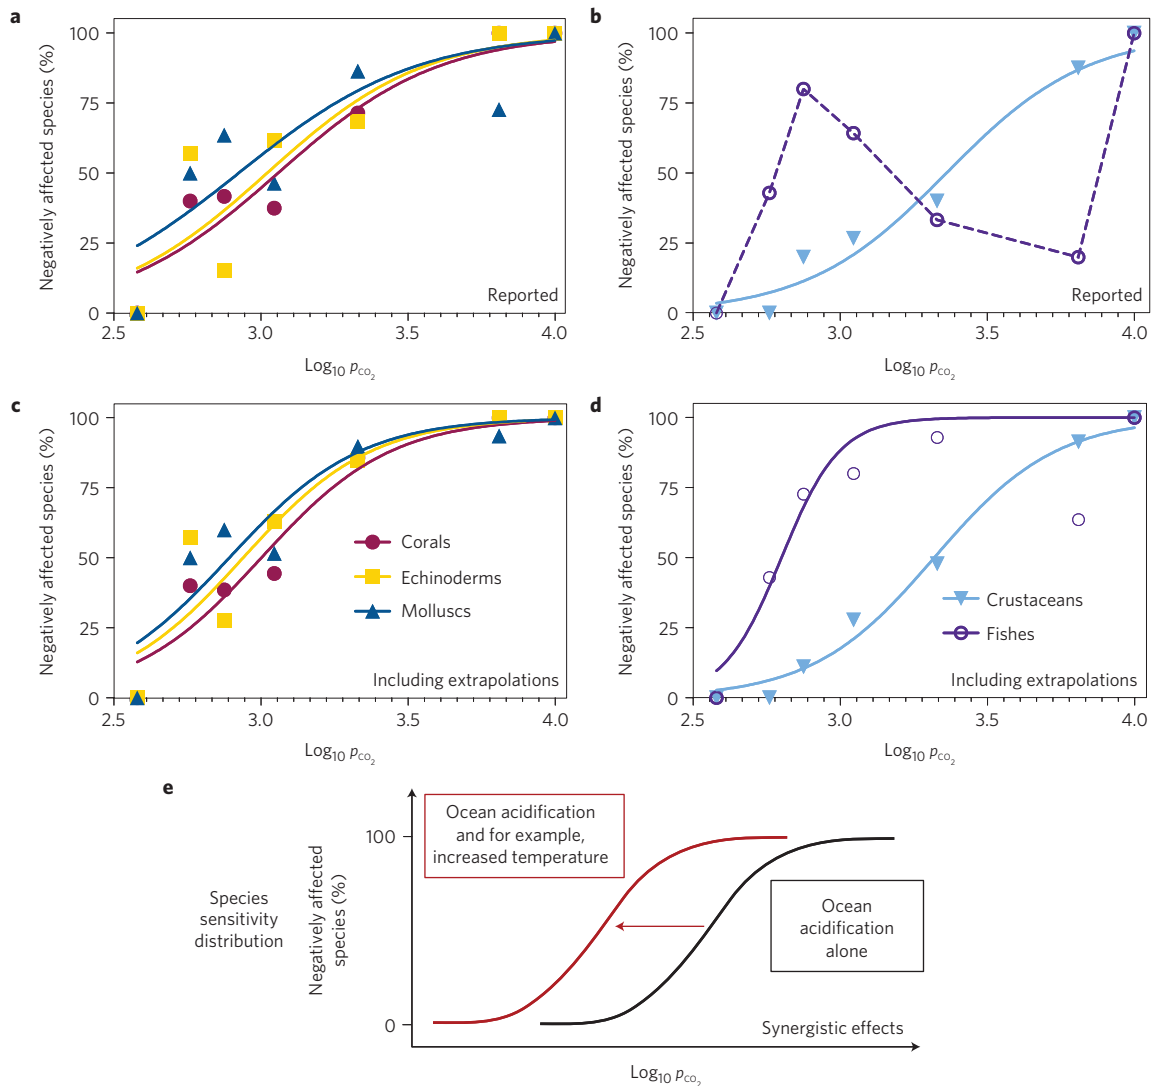 a
Negatively affected species (%)
100
75
50
25
0
2.5
3.0
3.5
4.0
Reported
Log10 pCO2
b
Negatively affected species (%)
100
75
50
25
0
2.5
3.0
3.5
4.0
Reported
Log10 pCO2
c
Negatively affected species (%)
100
75
50
25
0
Corals
Echinoderms
Molluscs
Including extrapolations
2.5
3.0
3.5
4.0
Log10 pCO2
d
Negatively affected species (%)
100
75
50
25
0
Crustaceans
Fishes
Including extrapolations
2.5
3.0
3.5
4.0
Log10 pCO2
e
Species
sensitivity
distribution
Negatively affected
species (%)
100
0
Ocean acidification
and for example,
increased temperature
Ocean
acidification
alone
Synergistic effects
Log10 pCO2